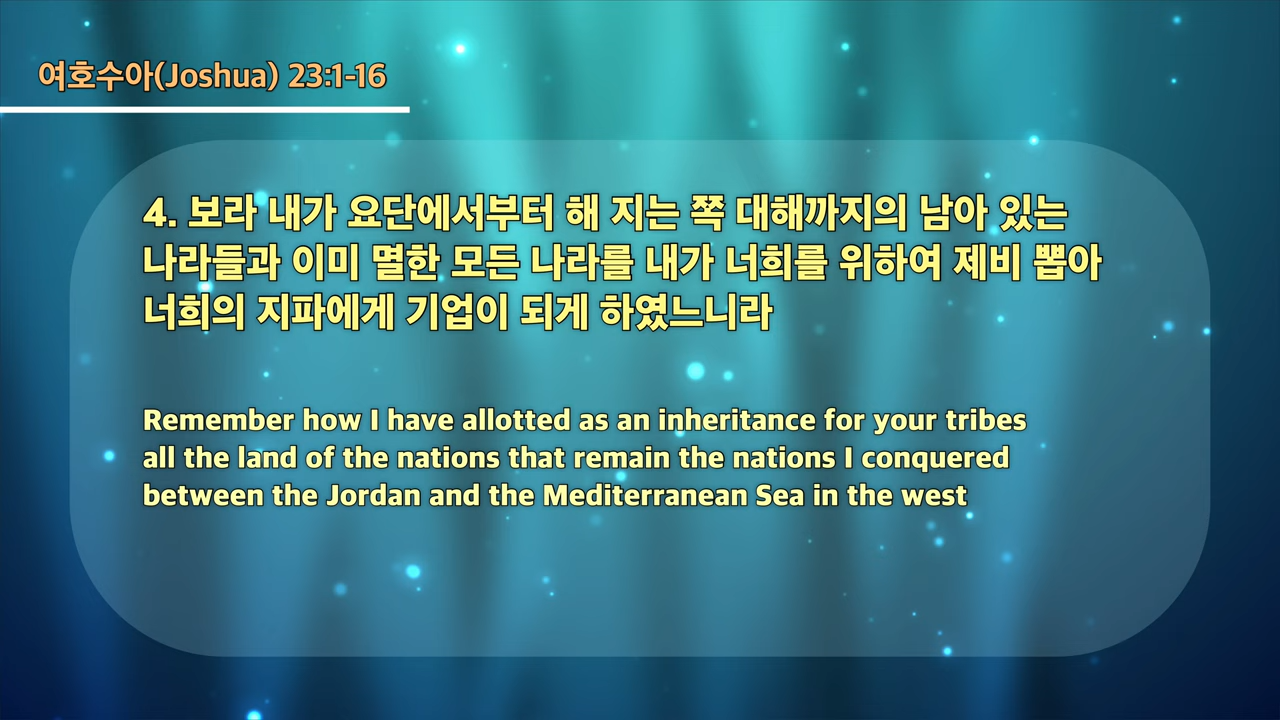 여호수아(Joshua) 23:1-16
4. 보라 내가 요단에서부터 해 지는 쪽 대해까지의 남아 있는
나라들과 이미 멸한 모든 나라를 내가 너희를 위하여 제비 뽑아
너희의 지파에게 기업이 되게 하였느니라
Remember how I have allotted as an inheritance for your tribes
all the land of the nations that remain the nations I conquered
between the Jordan and the Mediterranean Sea in the west